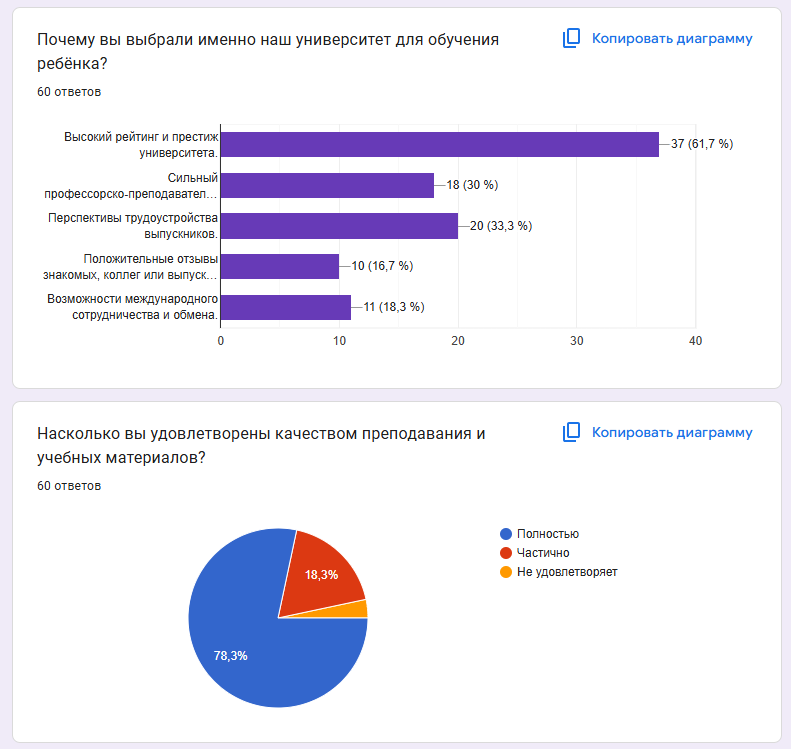 Почему вы выбрали именно наш университет для обучения
ребёнка?
Копировать диаграмму
60 ответов
Высокий рейтинг и престиж
университета.
37 (61,7 %)
Сильный
профессорско-преподавател…
18 (30 %)
Перспективы трудоустройства
выпускников.
20 (33,3 %)
Положительные отзывы
знакомых, коллег или выпуск…
10 (16,7 %)
Возможности международного
сотрудничества и обмена.
11 (18,3 %)
0 10 20 30 40
Насколько вы удовлетворены качеством преподавания и
учебных материалов?
Копировать диаграмму
60 ответов
Полностью
Частично
Не удовлетворяет
18,3%
78,3%